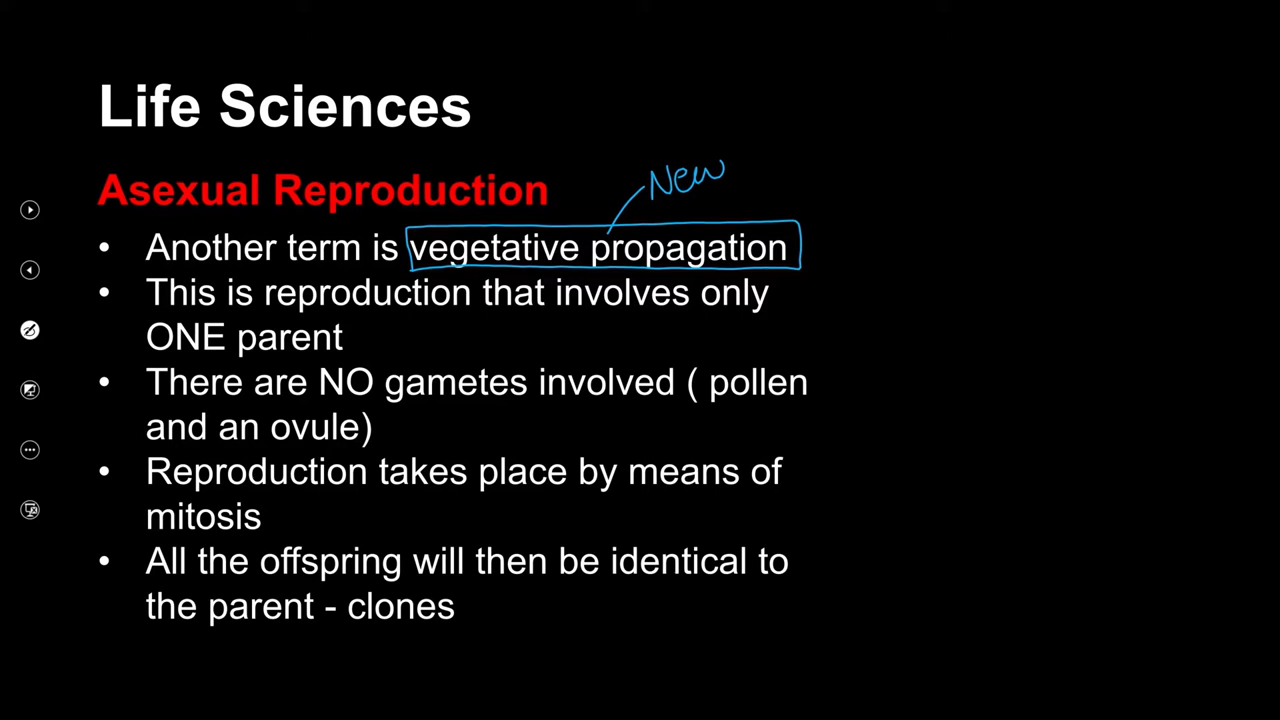 Life Sciences
Asexual Reproduction
New
• Another term is vegetative propagation
• This is reproduction that involves only
ONE parent
• There are NO gametes involved ( pollen
and an ovule)
• Reproduction takes place by means of
mitosis
• All the offspring will then be identical to
the parent - clones